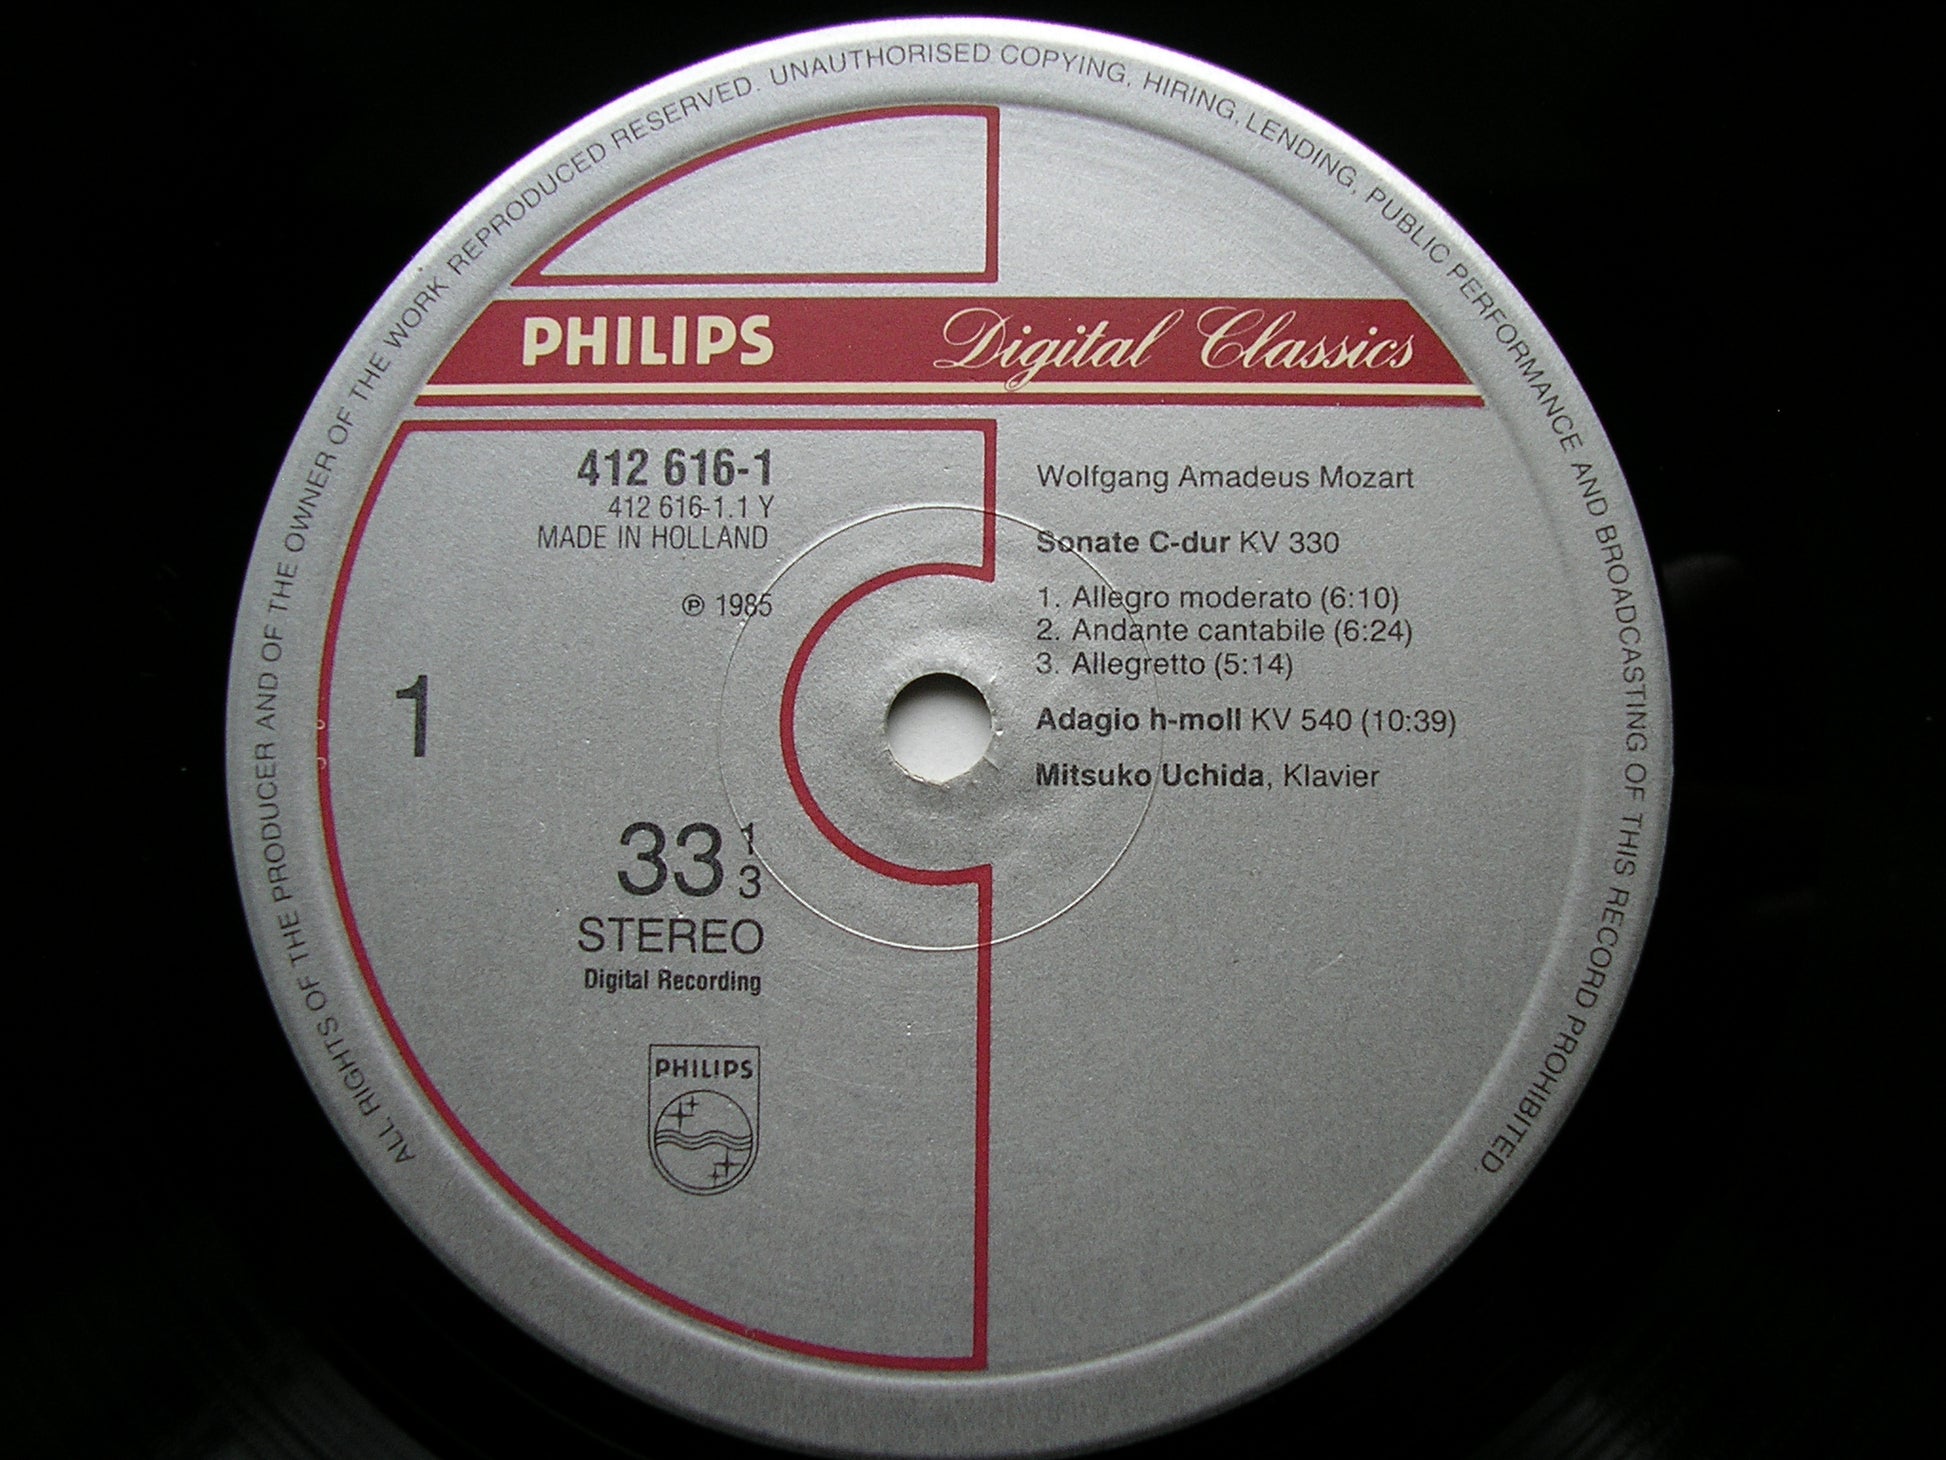 ALL RIGHTS OF THE PRODUCER AND OF THE OWNER OF THE WORK REPRODUCED RESERVED. UNAUTHORISED COPYING, HIRING, LENDING, PUBLIC PERFORMANCE AND BROADCASTING OF THIS RECORD PROHIBITED.
PHILIPS Digital Classics
412 616-1
412 616-1.1 Y
MADE IN HOLLAND
℗ 1985
1
33 1/3
STEREO
Digital Recording
PHILIPS
Wolfgang Amadeus Mozart
Sonate C-dur KV 330
1. Allegro moderato (6:10)
2. Andante cantabile (6:24)
3. Allegretto (5:14)
Adagio h-moll KV 540 (10:39)
Mitsuko Uchida, Klavier